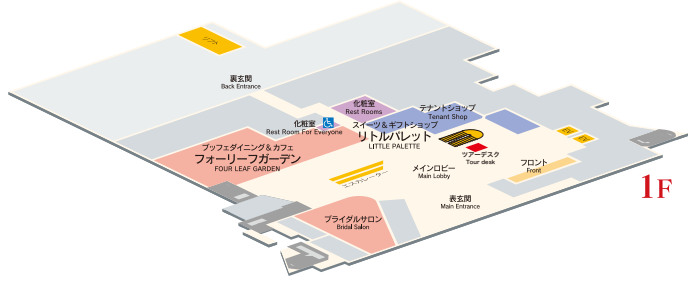 リフト
裏玄関
Back Entrance
化粧室
Rest Rooms
テナントショップ
Tenant Shop
化粧室
Rest Room For Everyone
スイーツ&ギフトショップ
リトルパレット
LITTLE PALETTE
ブッフェダイニング&カフェ
フォーリーフガーデン
FOUR LEAF GARDEN
ツアーデスク
Tour desk
メインロビー
Main Lobby
フロント
Front
エスカレーター
表玄関
Main Entrance
1F
ブライダルサロン
Bridal Salon